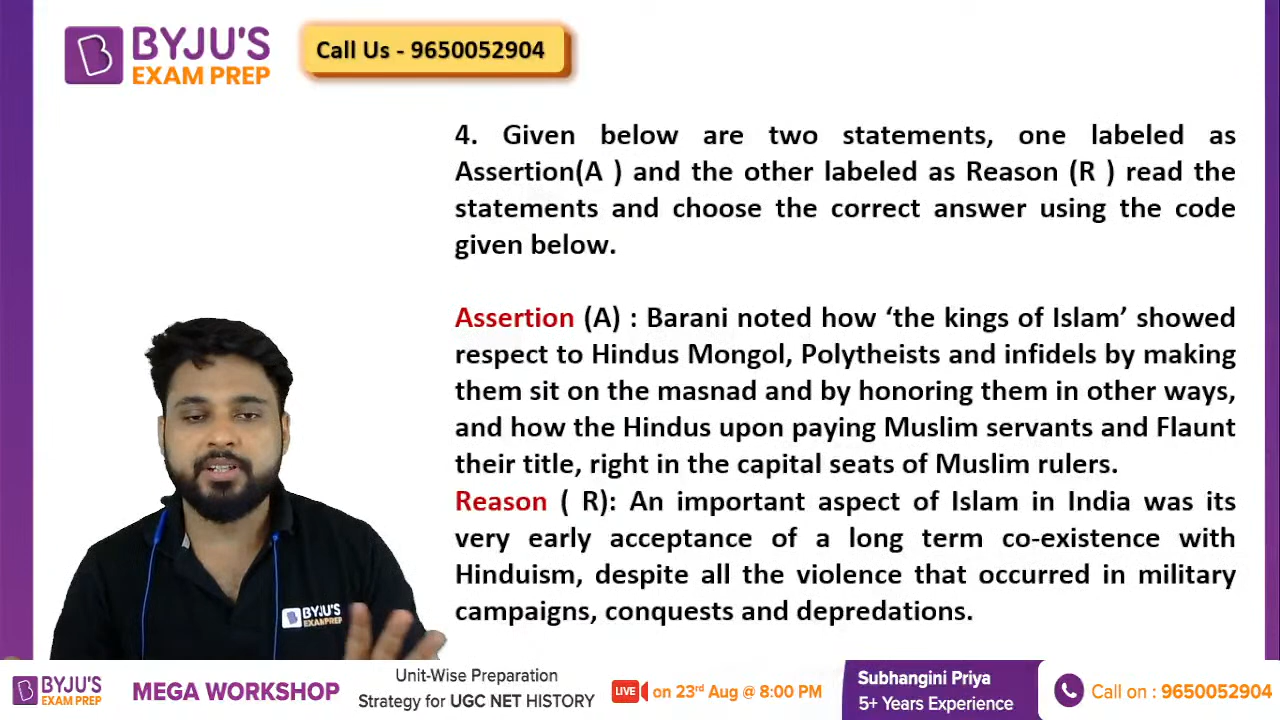 BYJU'S
EXAM PREP
Call Us - 9650052904
4. Given below are two statements, one labeled as
Assertion(A ) and the other labeled as Reason (R ) read the
statements and choose the correct answer using the code
given below.
Assertion (A) : Barani noted how ‘the kings of Islam’ showed
respect to Hindus Mongol, Polytheists and infidels by making
them sit on the masnad and by honoring them in other ways,
and how the Hindus upon paying Muslim servants and Flaunt
their title, right in the capital seats of Muslim rulers.
Reason ( R): An important aspect of Islam in India was its
very early acceptance of a long term co-existence with
Hinduism, despite all the violence that occurred in military
campaigns, conquests and depredations.
BYJU'S
EXAM PREP
BYJU'S
EXAM PREP
MEGA WORKSHOP
Unit-Wise Preparation
Strategy for UGC NET HISTORY
LIVE on 23rd Aug @ 8:00 PM
Subhangini Priya
5+ Years Experience
Call on : 9650052904